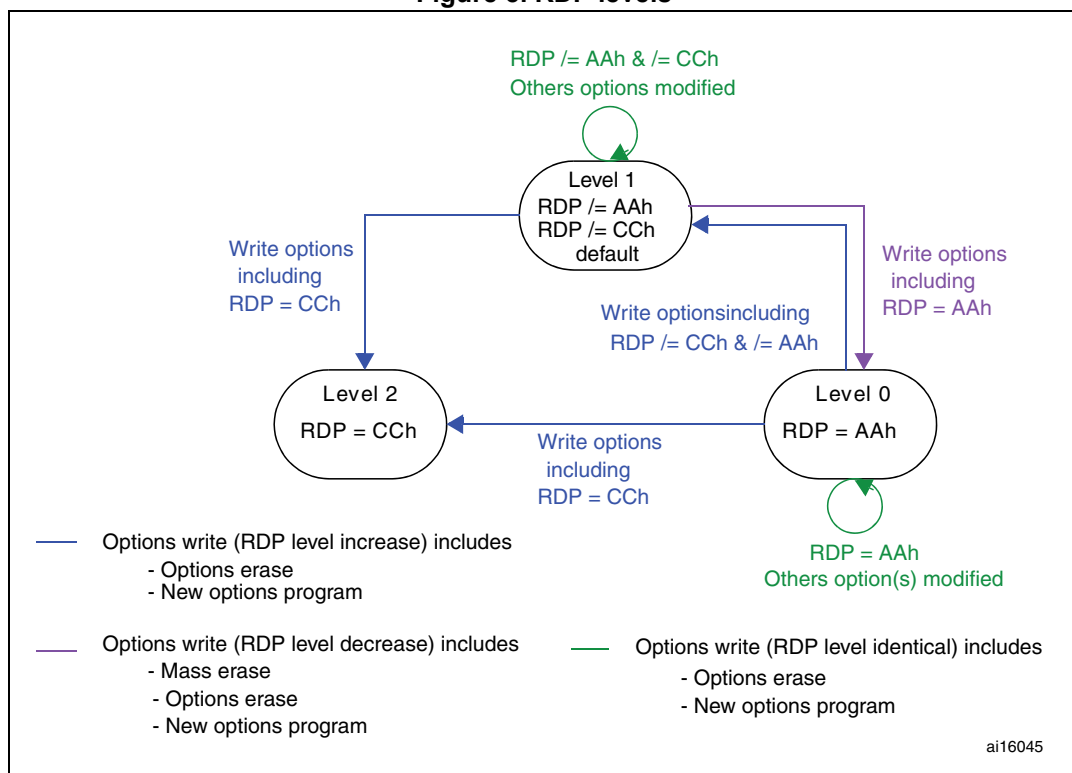 Figure 3. RDP levels
RDP /= AAh & /= CCh
Others options modified
Level 1
RDP /= AAh
RDP /= CCh
default
Write options
including
RDP = CCh
Write options
including
RDP = AAh
Write optionsincluding
RDP /= CCh & /= AAh
Level 2
RDP = CCh
Level 0
RDP = AAh
Write options
including
RDP = CCh
RDP = AAh
Others option(s) modified
Options write (RDP level increase) includes
- Options erase
- New options program
Options write (RDP level decrease) includes
- Mass erase
- Options erase
- New options program
Options write (RDP level identical) includes
- Options erase
- New options program
ai16045